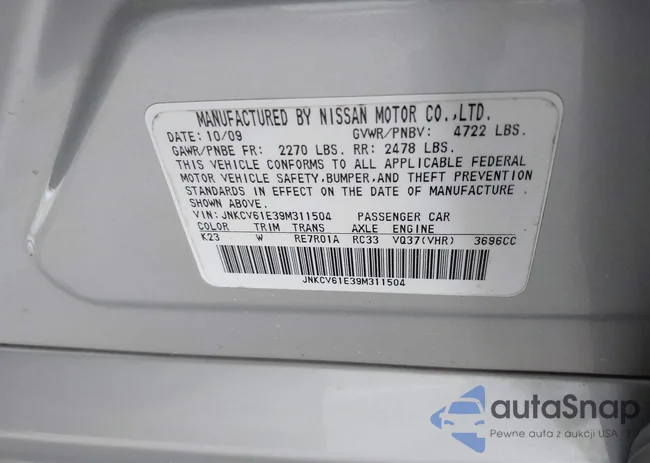 MANUFACTURED BY NISSAN MOTOR CO.,LTD.
DATE: 10/09 GVWR/PNBV: 4722 LBS.
GAWR/PNBE FR: 2270 LBS. RR: 2478 LBS.
THIS VEHICLE CONFORMS TO ALL APPLICABLE FEDERAL
MOTOR VEHICLE SAFETY, BUMPER, AND THEFT PREVENTION
STANDARDS IN EFFECT ON THE DATE OF MANUFACTURE
SHOWN ABOVE.
VIN: JNKCV61E39M311504 PASSENGER CAR
COLOR TRIM TRANS AXLE ENGINE
K23 W RE7R01A RC33 VQ37(VHR) 3696CC
JNKCV61E39M311504
autaSnap
Pewne auta z aukcji USA